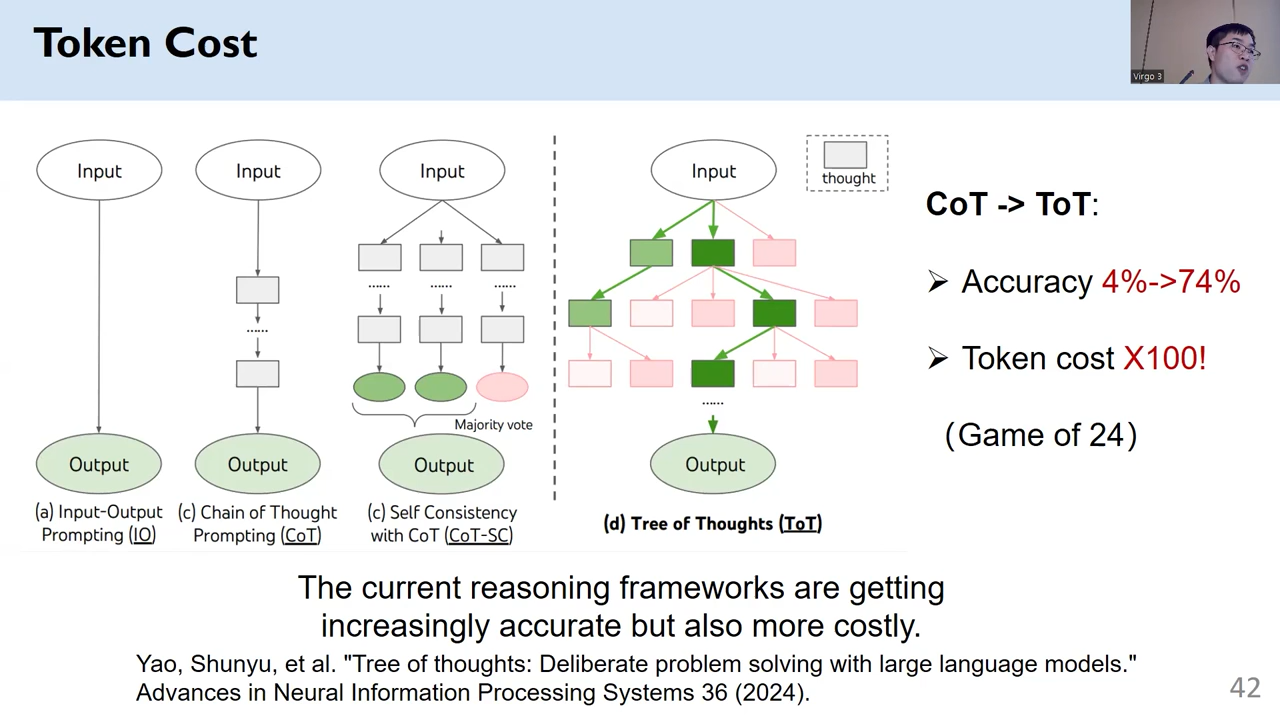 Token Cost
Virgo 3
Input
Input
Input
Input
thought
......
......
......
......
......
Majority vote
Output
Output
Output
Output
(a) Input-Output
Prompting (IO)
(c) Chain of Thought
Prompting (CoT)
(c) Self Consistency
with CoT (CoT-SC)
(d) Tree of Thoughts (ToT)
CoT -> ToT:
➢ Accuracy 4%->74%
➢ Token cost X100!
(Game of 24)
The current reasoning frameworks are getting
increasingly accurate but also more costly.
Yao, Shunyu, et al. "Tree of thoughts: Deliberate problem solving with large language models."
Advances in Neural Information Processing Systems 36 (2024).
42